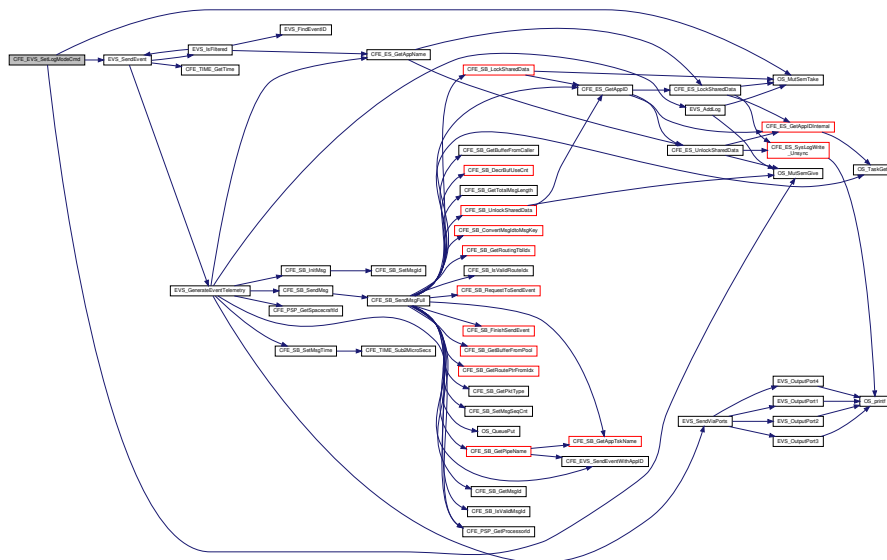 CFE_EVS_SetLogModeCmd
EVS_SendEvent
EVS_IsFiltered
EVS_FindEventID
CFE_TIME_GetTime
CFE_ES_GetAppName
CFE_SB_LockSharedData
CFE_ES_GetAppID
CFE_ES_LockSharedData
OS_MutSemTake
EVS_AddLog
CFE_ES_GetAppIDInternal
CFE_ES_UnlockSharedData
CFE_ES_SysLogWrite
_Unsync
OS_TaskGet
OS_MutSemGive
CFE_SB_GetBufferFromCaller
CFE_SB_DecrBufUseCnt
CFE_SB_GetTotalMsgLength
CFE_SB_UnlockSharedData
CFE_SB_ConvertMsgIdtoMsgKey
CFE_SB_GetRoutingTblIdx
CFE_SB_IsValidRouteIdx
CFE_SB_RequestToSendEvent
EVS_GenerateEventTelemetry
CFE_SB_InitMsg
CFE_SB_SetMsgId
CFE_SB_SendMsg
CFE_SB_SendMsgFull
CFE_PSP_GetSpacecraftId
CFE_SB_SetMsgTime
CFE_TIME_Sub2MicroSecs
CFE_SB_FinishSendEvent
CFE_SB_GetBufferFromPool
CFE_SB_GetRoutePtrFromIdx
CFE_SB_GetPktType
CFE_SB_SetMsgSeqCnt
OS_QueuePut
CFE_SB_GetPipeName
CFE_SB_GetAppTskName
CFE_EVS_SendEventWithAppID
CFE_SB_GetMsgId
CFE_SB_IsValidMsgId
CFE_PSP_GetProcessorId
EVS_SendViaPorts
EVS_OutputPort4
EVS_OutputPort1
EVS_OutputPort2
EVS_OutputPort3
OS_printf